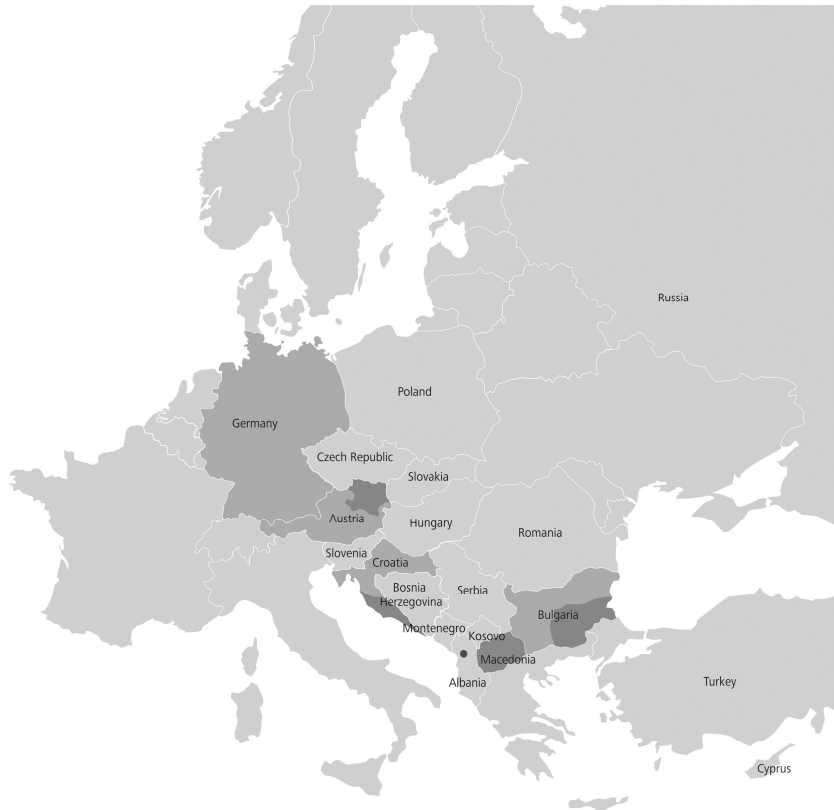 Russia
Poland
Germany
Czech Republic
Slovakia
Austria
Hungary
Romania
Slovenia
Croatia
Bosnia
Herzegovina
Serbia
Bulgaria
Montenegro
Kosovo
Macedonia
Albania
Turkey
Cyprus